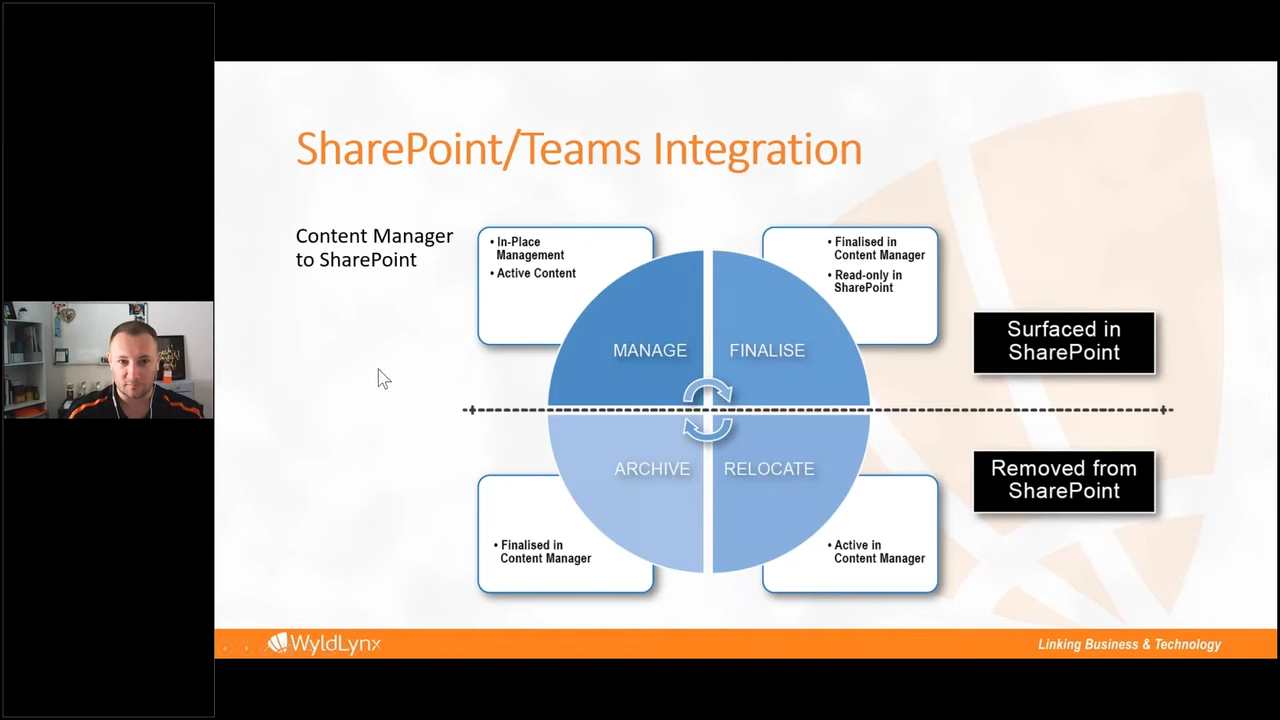 SharePoint/Teams Integration
Content Manager
to SharePoint
• In-Place
Management
• Active Content
• Finalised in
Content Manager
• Read-only in
SharePoint
MANAGE
FINALISE
Surfaced in
SharePoint
ARCHIVE
RELOCATE
Removed from
SharePoint
• Finalised in
Content Manager
• Active in
Content Manager
WyldLynx
Linking Business & Technology